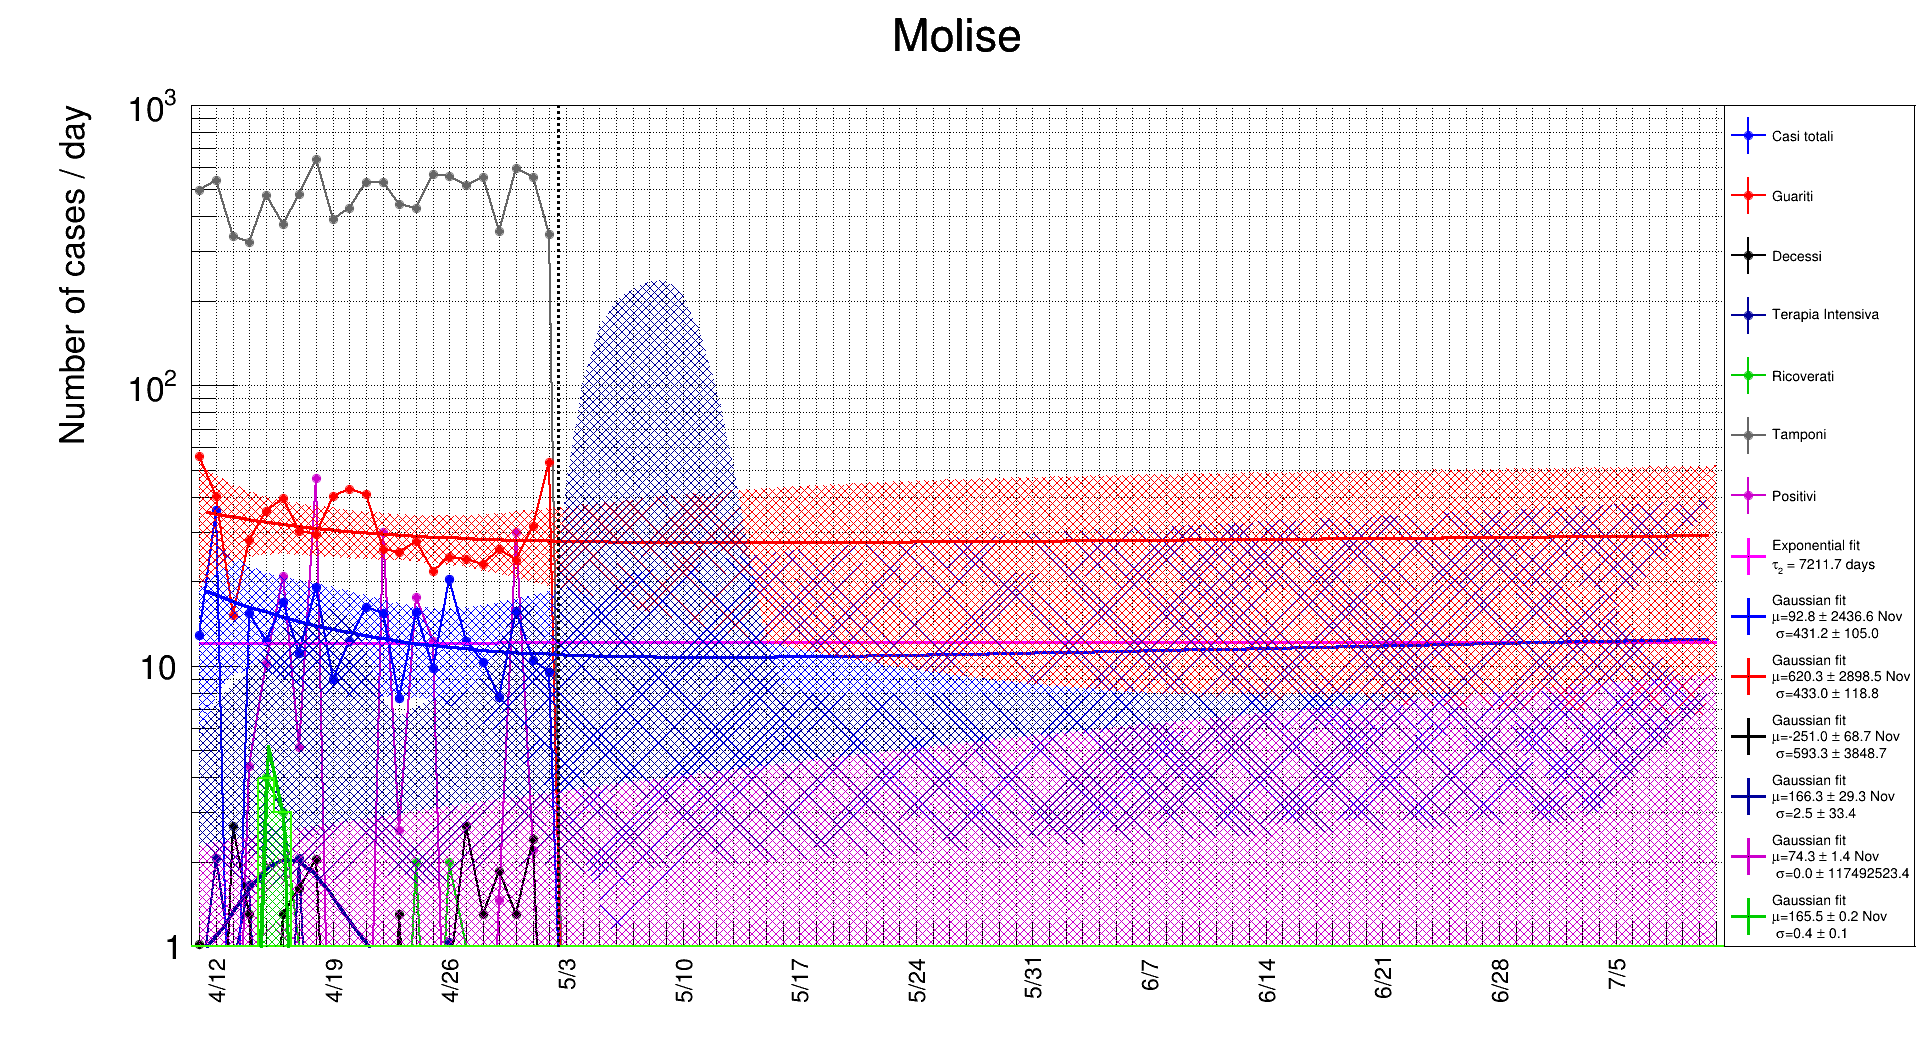 Molise
Number of cases / day
10³
10²
10
1
4/12
4/19
4/26
5/3
5/10
5/17
5/24
5/31
6/7
6/14
6/21
6/28
7/5
Casi totali
Guariti
Decessi
Terapia Intensiva
Ricoverati
Tamponi
Positivi
Exponential fit
τ₂ = 7211.7 days
Gaussian fit
μ=92.8 ± 2436.6 Nov
σ=431.2 ± 105.0
Gaussian fit
μ=620.3 ± 2898.5 Nov
σ=433.0 ± 118.8
Gaussian fit
μ=-251.0 ± 68.7 Nov
σ=593.3 ± 3848.7
Gaussian fit
μ=166.3 ± 29.3 Nov
σ=2.5 ± 33.4
Gaussian fit
μ=74.3 ± 1.4 Nov
σ=0.0 ± 117492523.4
Gaussian fit
μ=165.5 ± 0.2 Nov
σ=0.4 ± 0.1